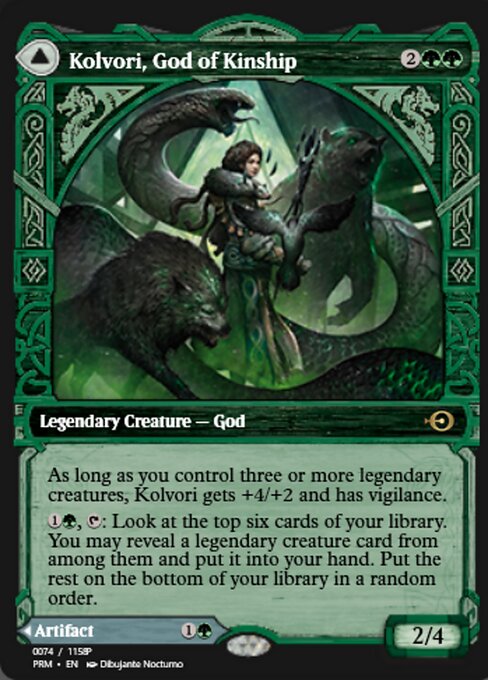 Kolvori, God of Kinship 2
Legendary Creature — God
As long as you control three or more legendary
creatures, Kolvori gets +4/+2 and has vigilance.
1, : Look at the top six cards of your library.
You may reveal a legendary creature card from
among them and put it into your hand. Put the
rest on the bottom of your library in a random
order.
Artifact 1
2/4
0074 / 1158P
PRM • EN Dibujante Nocturno